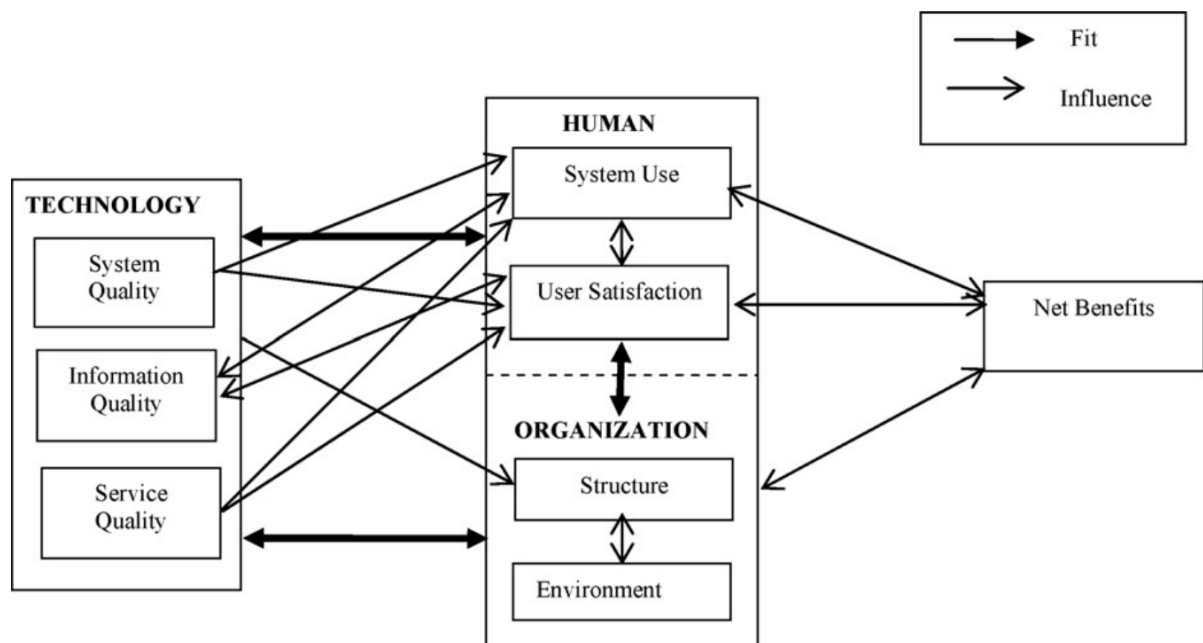 Fit
Influence
HUMAN
System Use
TECHNOLOGY
System
Quality
User Satisfaction
Net Benefits
Information
Quality
ORGANIZATION
Service
Quality
Structure
Environment